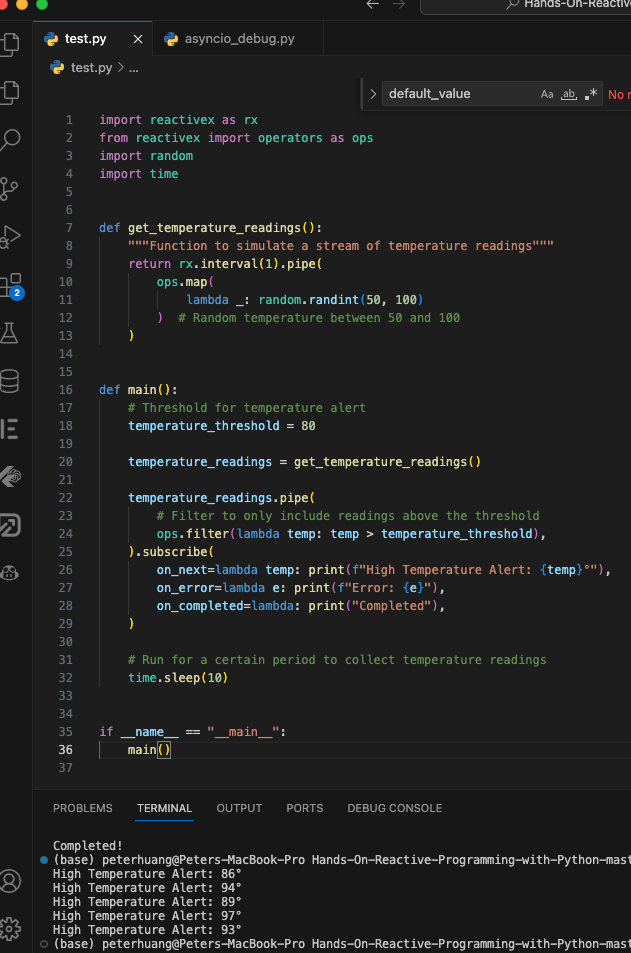 Hands-On-Reactive
test.py
asyncio_debug.py
test.py > ...
default_value
Aa ab .*
No r
1 import reactivex as rx
2 from reactivex import operators as ops
3 import random
4 import time
5
6
7 def get_temperature_readings():
8     """Function to simulate a stream of temperature readings"""
9     return rx.interval(1).pipe(
10         ops.map(
11             lambda _: random.randint(50, 100)
12         )  # Random temperature between 50 and 100
13     )
14
15
16 def main():
17     # Threshold for temperature alert
18     temperature_threshold = 80
19
20     temperature_readings = get_temperature_readings()
21
22     temperature_readings.pipe(
23         # Filter to only include readings above the threshold
24         ops.filter(lambda temp: temp > temperature_threshold),
25     ).subscribe(
26         on_next=lambda temp: print(f"High Temperature Alert: {temp}°"),
27         on_error=lambda e: print(f"Error: {e}"),
28         on_completed=lambda: print("Completed"),
29     )
30
31     # Run for a certain period to collect temperature readings
32     time.sleep(10)
33
34
35 if __name__ == "__main__":
36     main()
37
2
PROBLEMS TERMINAL OUTPUT PORTS DEBUG CONSOLE
Completed!
(base) peterhuang@Peters-MacBook-Pro Hands-On-Reactive-Programming-with-Python-mast
High Temperature Alert: 86°
High Temperature Alert: 94°
High Temperature Alert: 89°
High Temperature Alert: 97°
High Temperature Alert: 93°
(base) peterhuang@Peters-MacBook-Pro Hands-On-Reactive-Programming-with-Python-mast